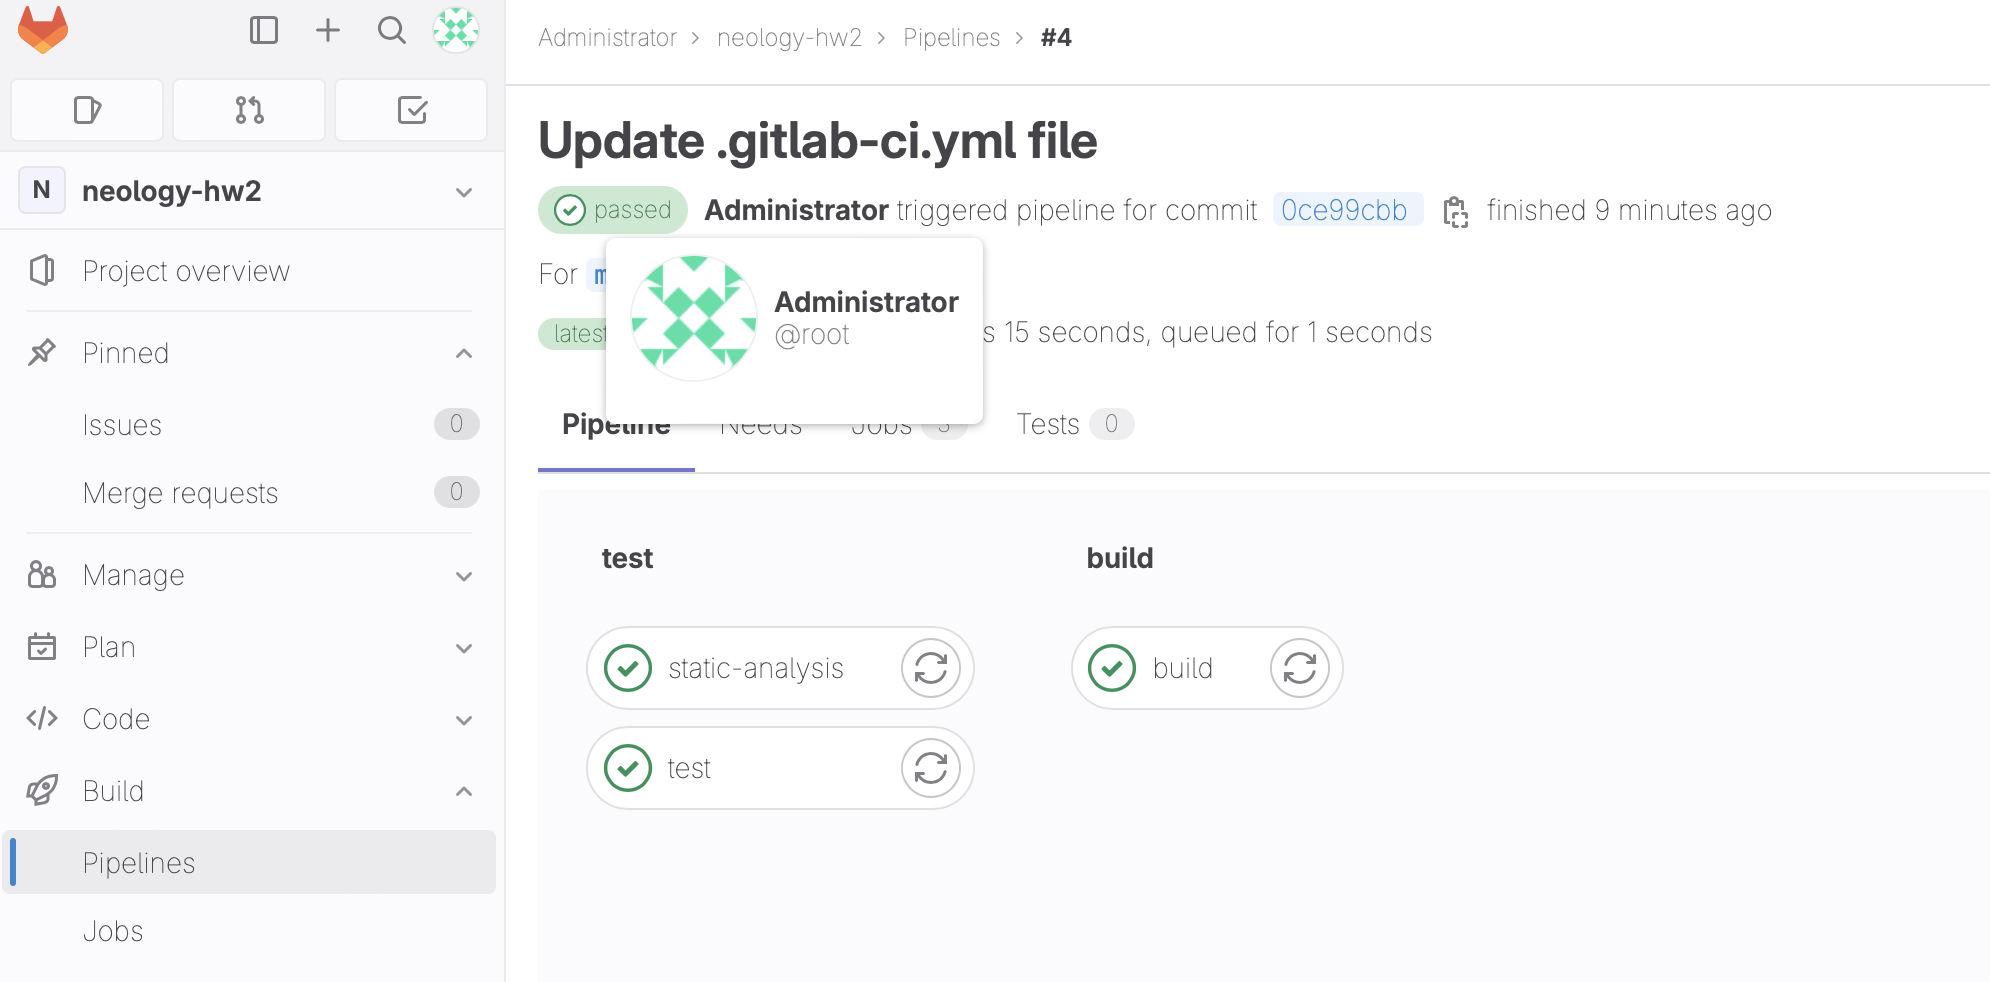 Administrator > neology-hw2 > Pipelines > #4
Update .gitlab-ci.yml file
N neology-hw2
passed Administrator triggered pipeline for commit 0ce99cbb finished 9 minutes ago
For
Administrator
@root
latest
15 seconds, queued for 1 seconds
Pipeline Needs Jobs 3 Tests 0
Project overview
Pinned
Issues 0
Merge requests 0
Manage
Plan
Code
Build
Pipelines
Jobs
test
static-analysis
test
build
build